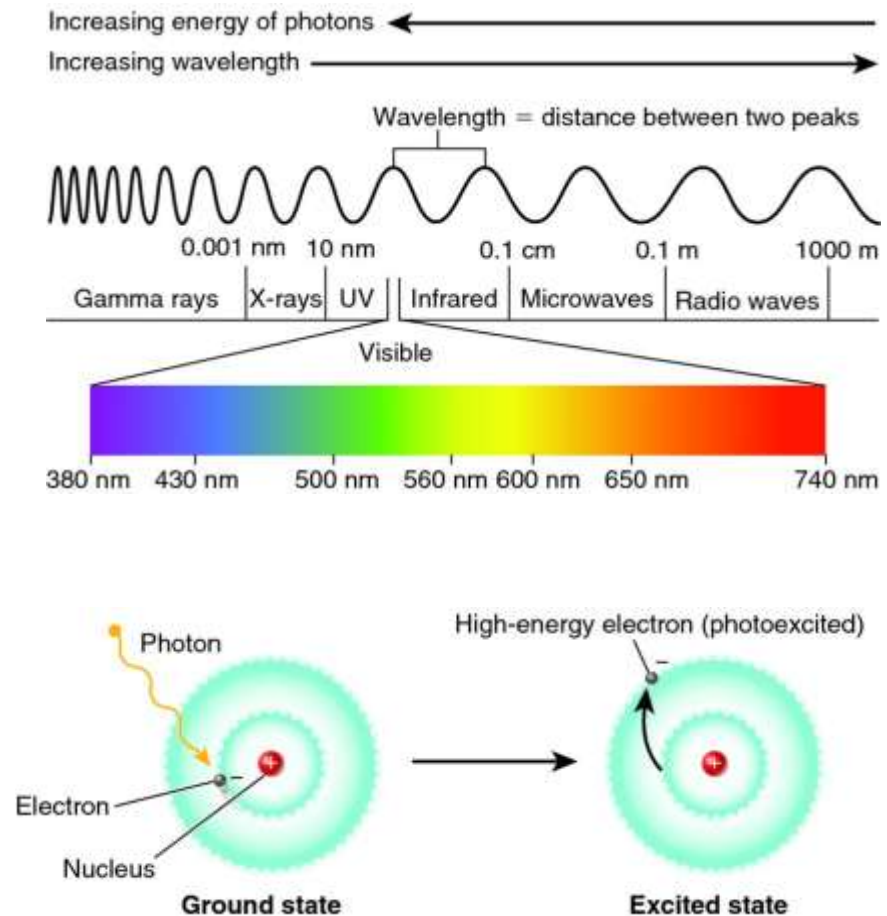 Increasing energy of photons
Increasing wavelength
Wavelength = distance between two peaks
0.001 nm 10 nm 0.1 cm 0.1 m 1000 m
Gamma rays X-rays UV Infrared Microwaves Radio waves
Visible
380 nm 430 nm 500 nm 560 nm 600 nm 650 nm 740 nm
High-energy electron (photoexcited)
Photon
−
−
+
+
Electron
Nucleus
Ground state Excited state